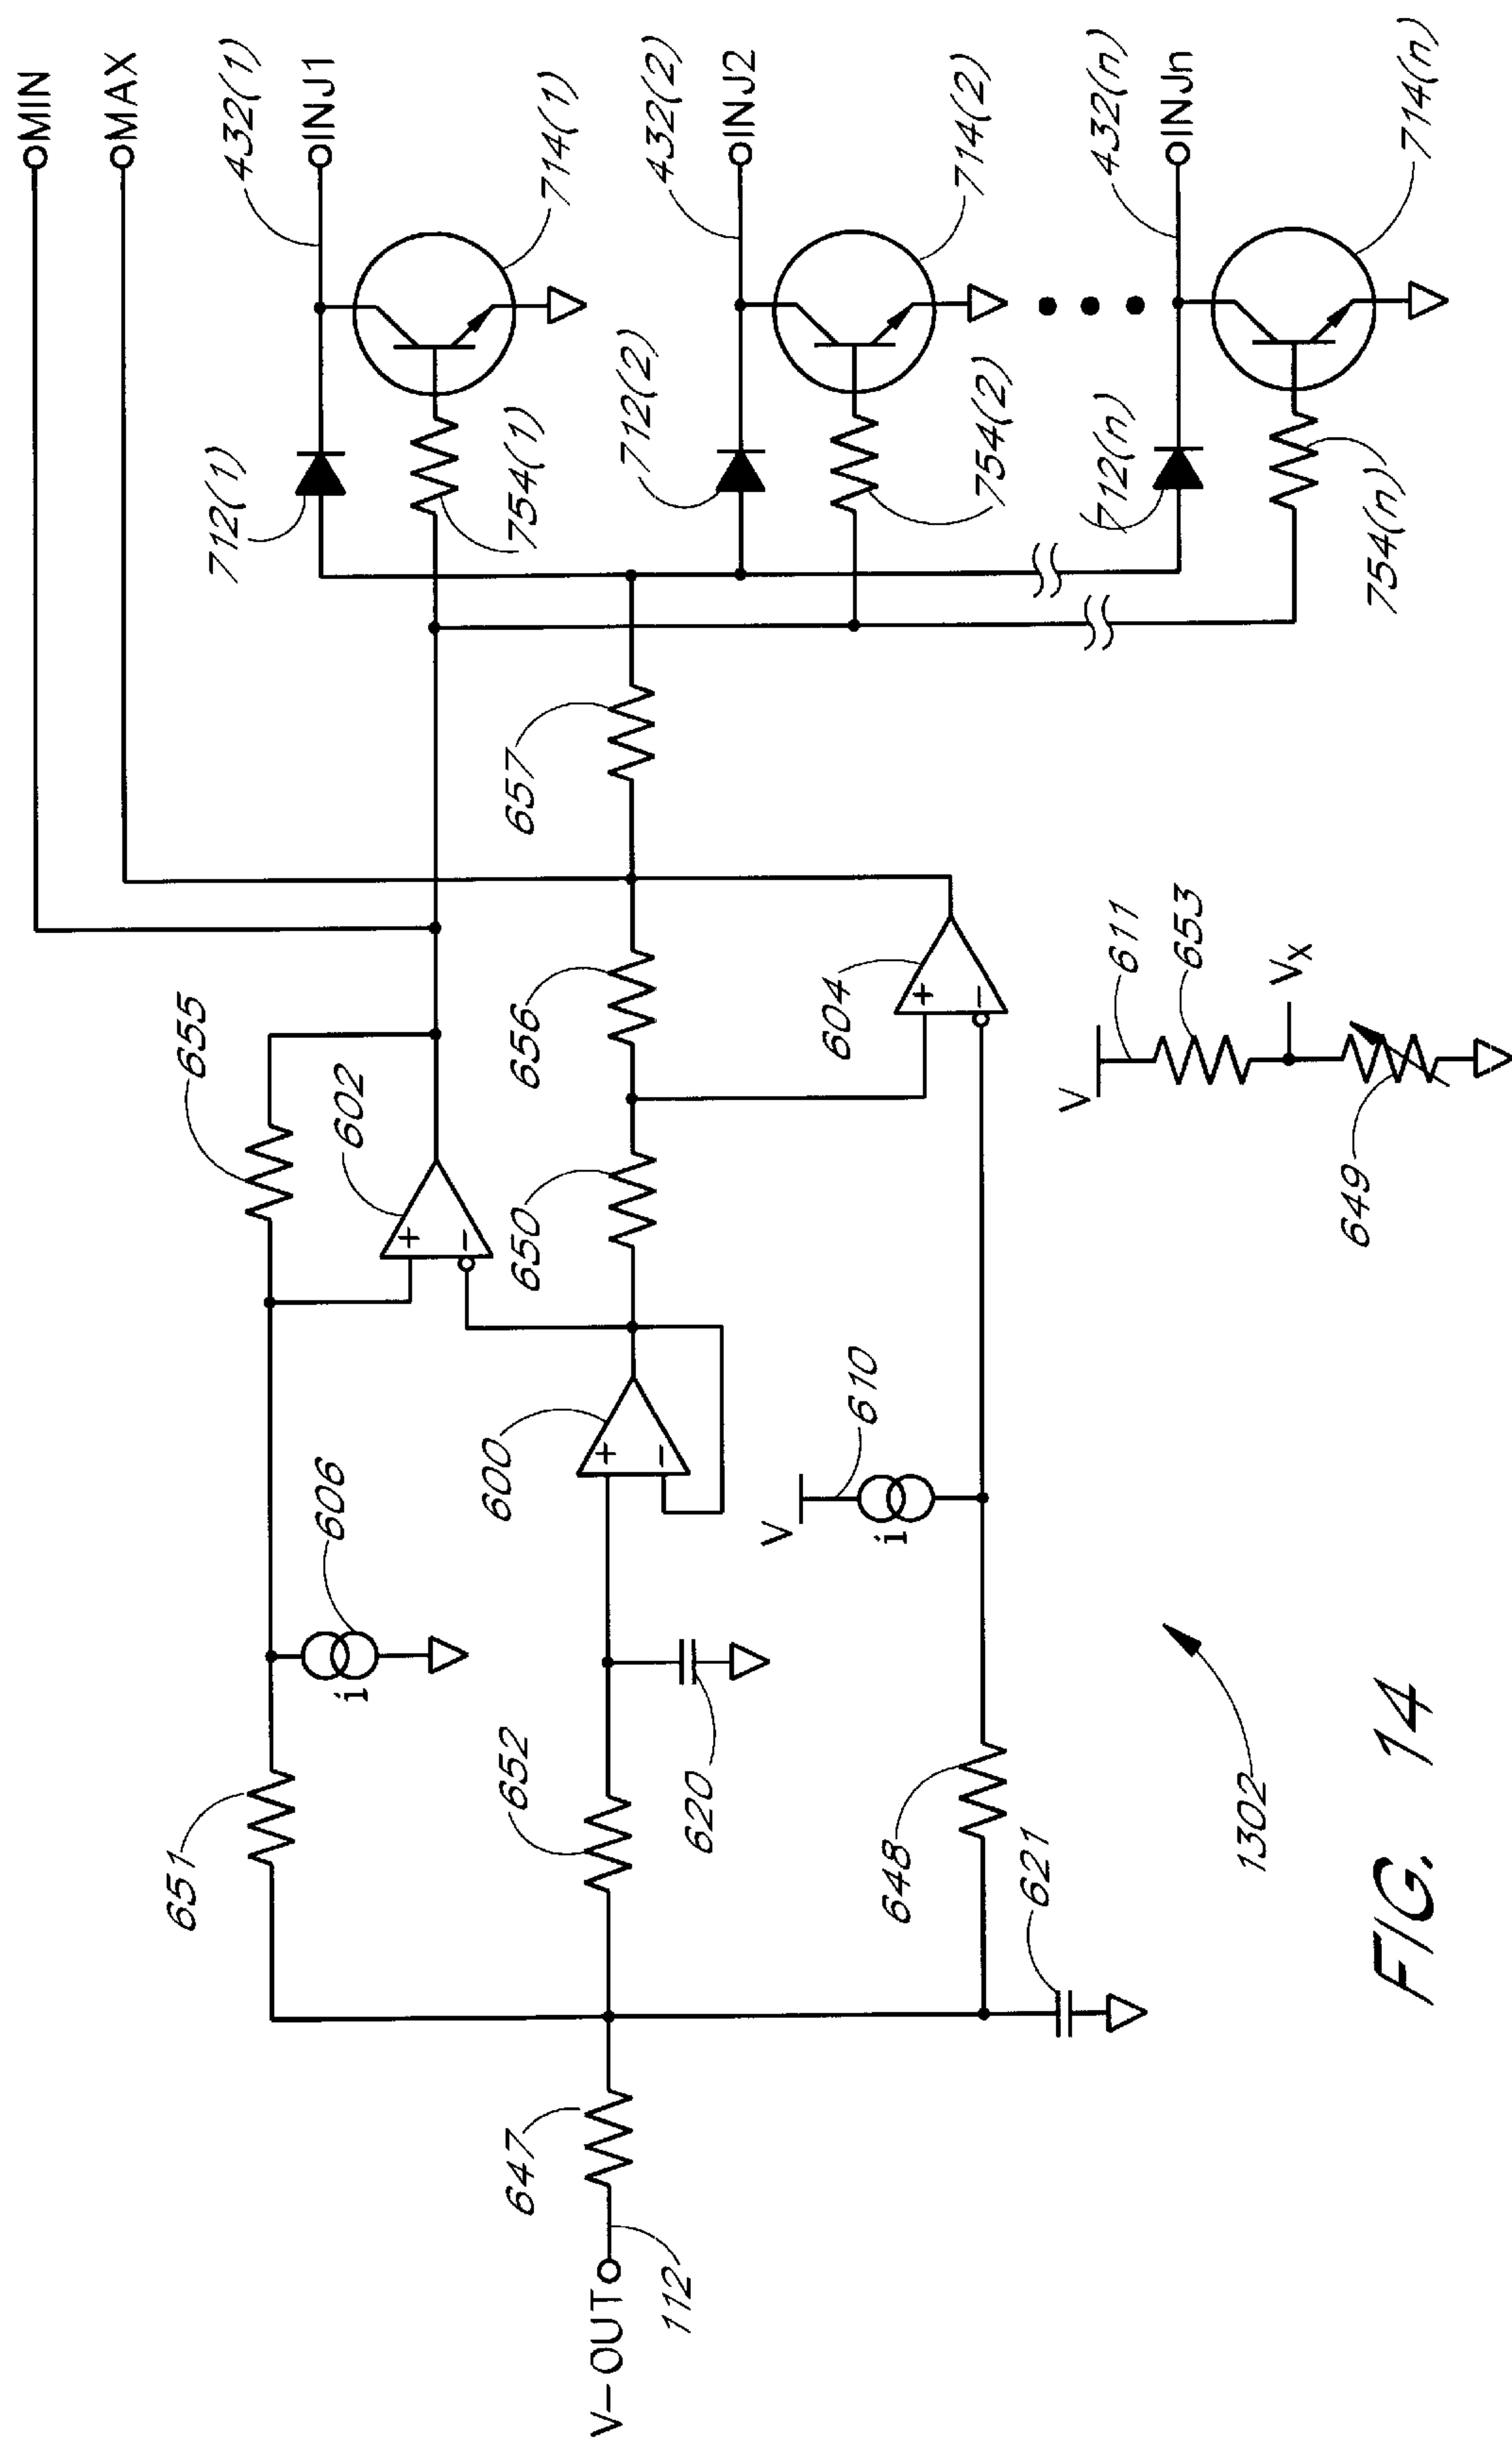 MIN
MAX
432(1)
INJ1
712(1)
714(1)
754(1)
432(2)
INJ2
712(2)
714(2)
754(2)
432(n)
INJn
712(n)
714(n)
754(n)
655
602
+
−
657
656
650
604
+
−
651
606
i
600
+
−
652
620
V
610
i
648
621
V
611
653
VX
649
647
V−OUT
112
1302
FIG. 14